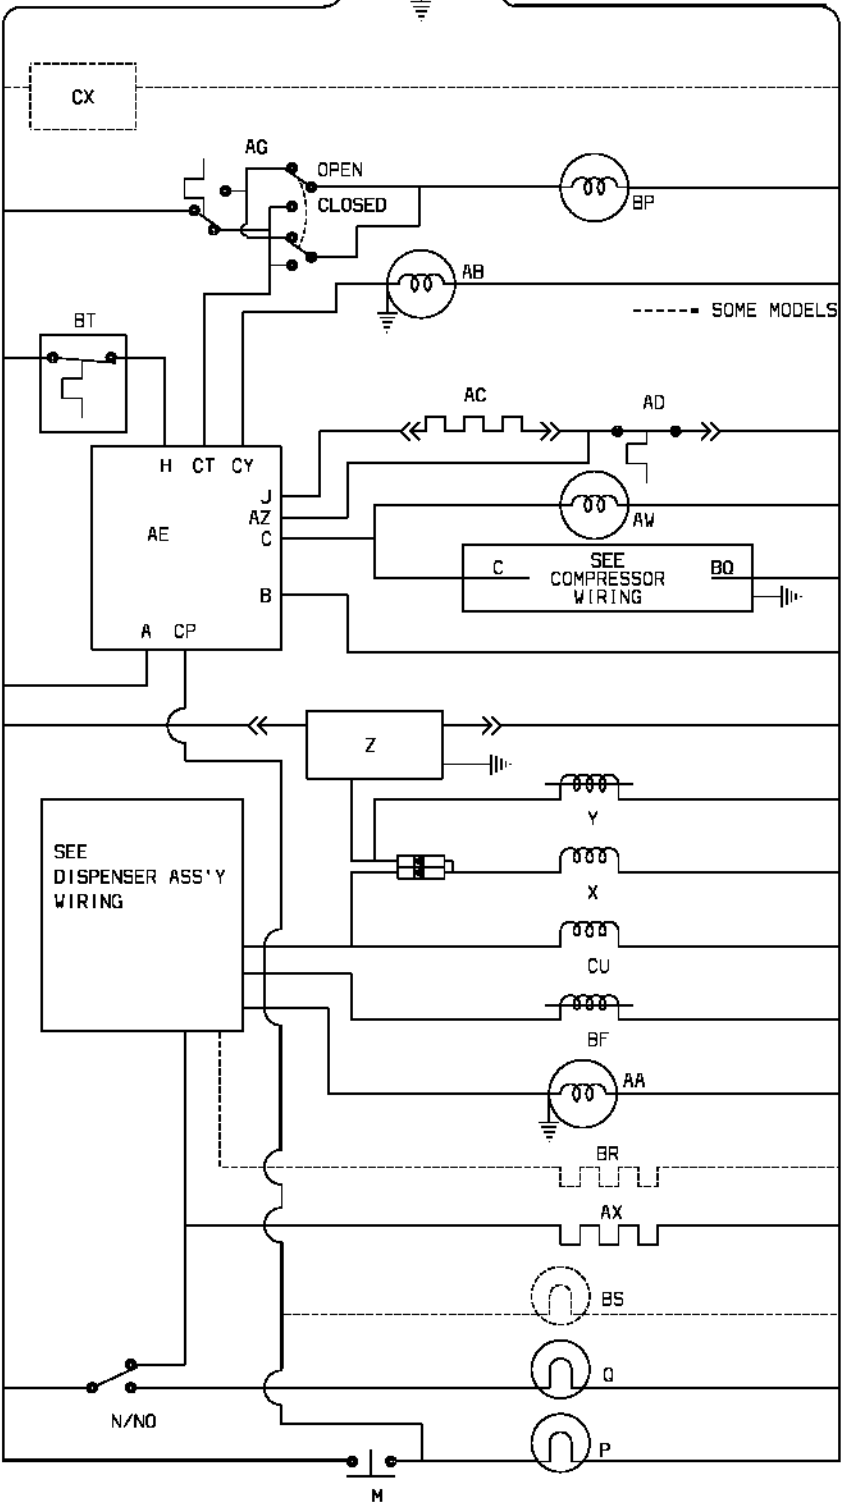 CX
AG
OPEN
CLOSED
BP
AB
SOME MODELS
BT
AC
AD
H CT CY
J
AZ
C
AE
AW
B
C
SEE
COMPRESSOR
WIRING
BQ
A CP
Z
Y
SEE
DISPENSER ASS'Y
WIRING
X
CU
BF
AA
BR
AX
BS
Q
N/NO
P
M